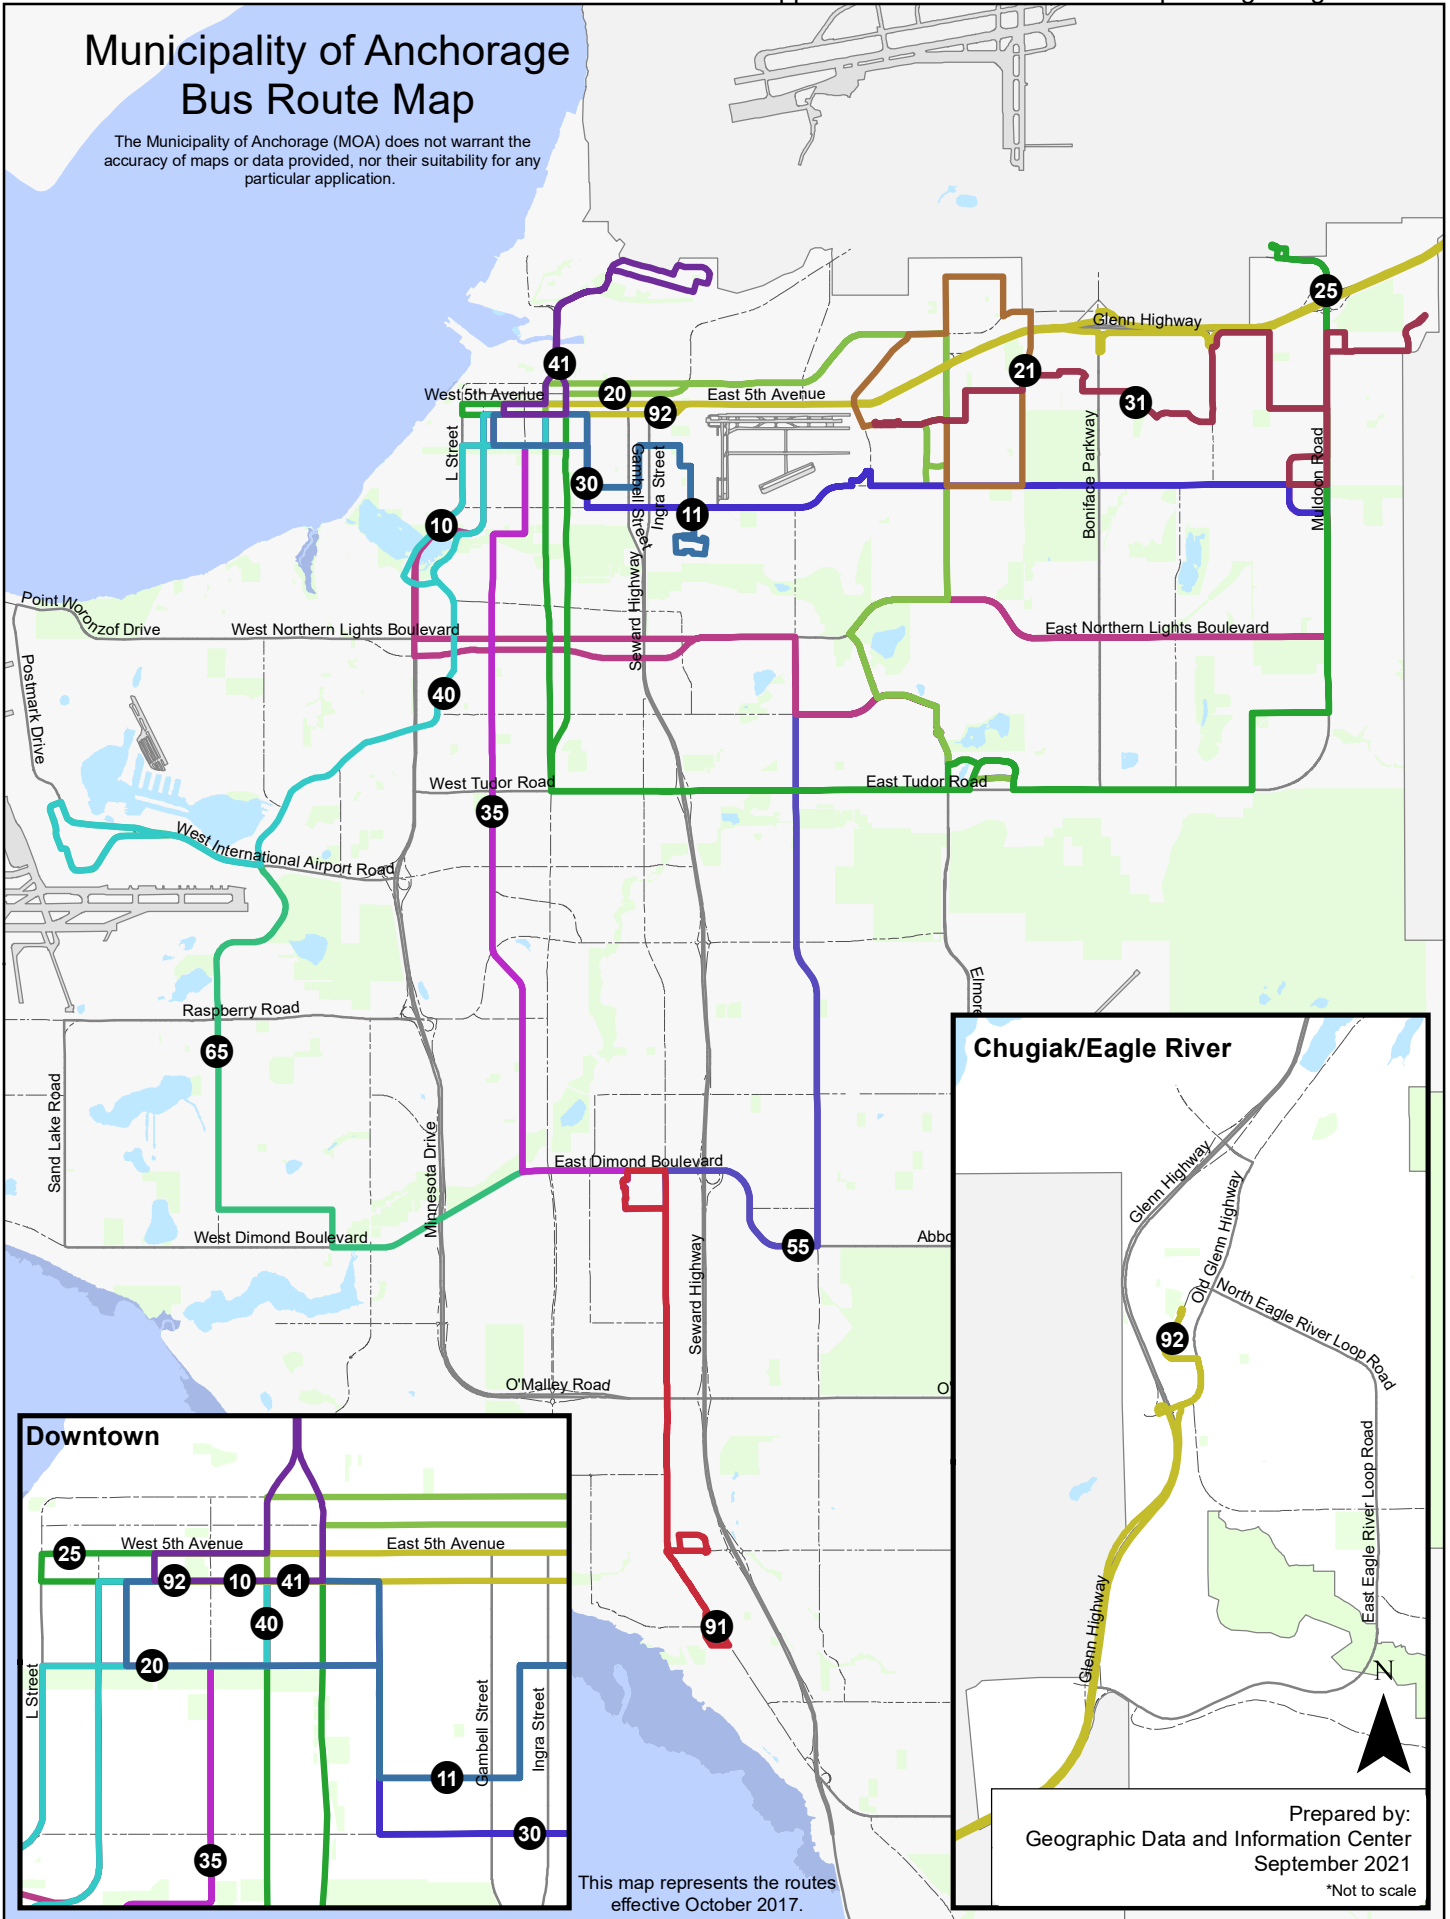 Municipality of Anchorage
Bus Route Map
The Municipality of Anchorage (MOA) does not warrant the
accuracy of maps or data provided, nor their suitability for any
particular application.
25
Glenn Highway
41
21
20
West 5th Avenue
East 5th Avenue
92
31
L Street
Gambell Street
Ingra Street
Boniface Parkway
Muldoon Road
30
11
10
Seward Highway
Point Woronzof Drive
West Northern Lights Boulevard
East Northern Lights Boulevard
Postmark Drive
40
West Tudor Road
East Tudor Road
35
West International Airport Road
Elmore
Raspberry Road
65
Sand Lake Road
Minnesota Drive
East Dimond Boulevard
West Dimond Boulevard
55
Abbo
Seward Highway
O'Malley Road
O'
91
Chugiak/Eagle River
Glenn Highway
Old Glenn Highway
North Eagle River Loop Road
92
East Eagle River Loop Road
Glenn Highway
N
Prepared by:
Geographic Data and Information Center
September 2021
*Not to scale
Downtown
West 5th Avenue
East 5th Avenue
25
92
10
41
40
20
L Street
Gambell Street
Ingra Street
11
30
35
This map represents the routes
effective October 2017.